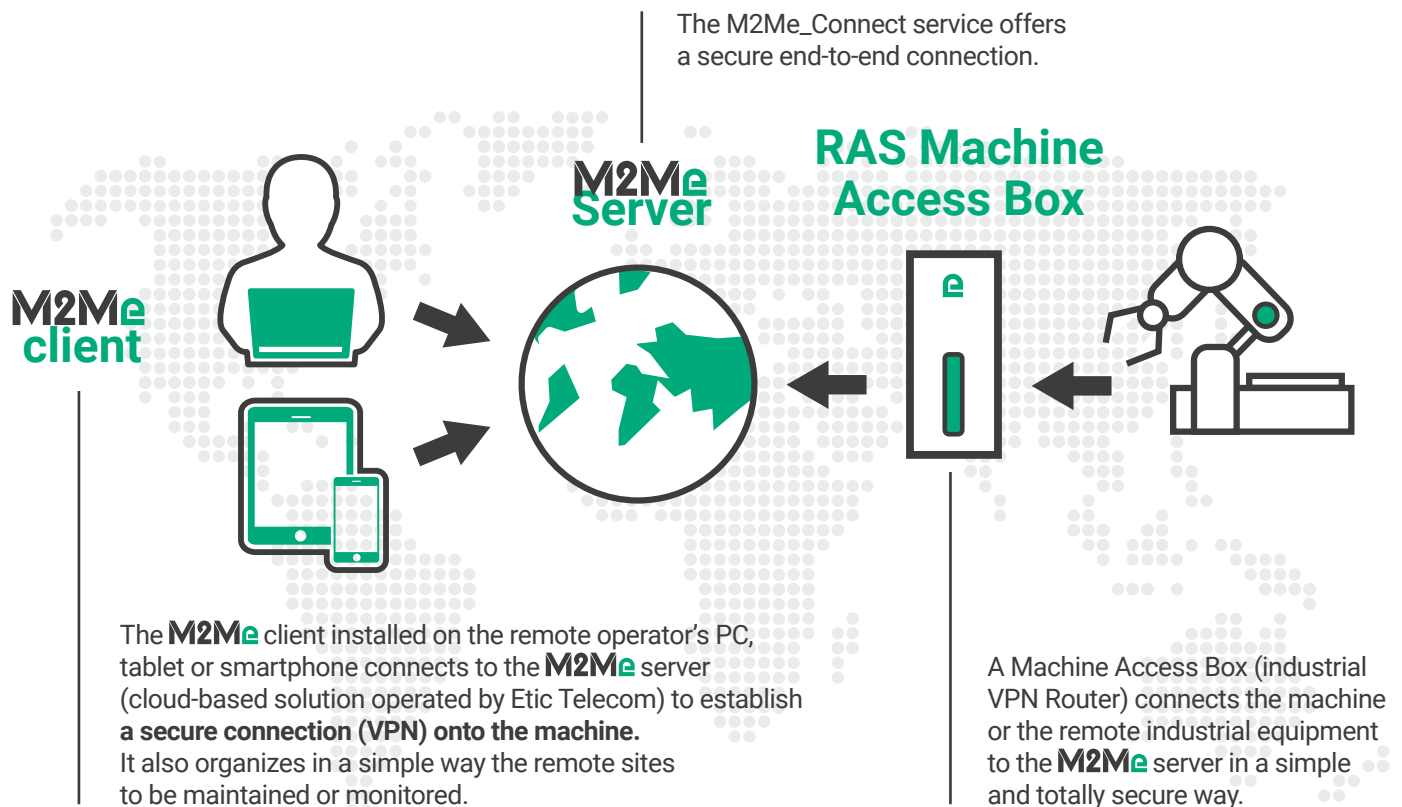 The M2Me_Connect service offers
a secure end-to-end connection.
M2Me
Server
RAS Machine
Access Box
M2Me
client
The M2Me client installed on the remote operator's PC,
tablet or smartphone connects to the M2Me server
(cloud-based solution operated by Etic Telecom) to establish
a secure connection (VPN) onto the machine.
It also organizes in a simple way the remote sites
to be maintained or monitored.
A Machine Access Box (industrial
VPN Router) connects the machine
or the remote industrial equipment
to the M2Me server in a simple
and totally secure way.